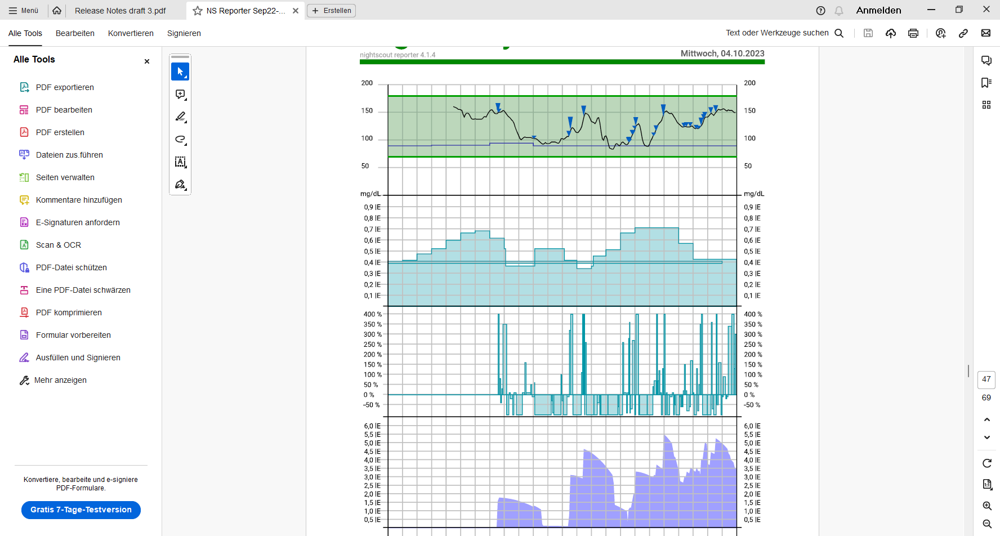 Menü
Release Notes draft 3.pdf
NS Reporter Sep22-...
Erstellen
Anmelden
Alle Tools
Bearbeiten
Konvertieren
Signieren
Text oder Werkzeuge suchen
Alle Tools
PDF exportieren
PDF bearbeiten
PDF erstellen
Dateien zus.führen
Seiten verwalten
Kommentare hinzufügen
E-Signaturen anfordern
Scan & OCR
PDF-Datei schützen
Eine PDF-Datei schwärzen
PDF komprimieren
Formular vorbereiten
Ausfüllen und Signieren
Mehr anzeigen
Konvertiere, bearbeite und e-signiere
PDF-Formulare.
Gratis 7-Tage-Testversion
nightscout reporter 4.1.4
Mittwoch, 04.10.2023
200 200
150 150
100 100
50 50
mg/dL mg/dL
0,9 IE 0,9 IE
0,8 IE 0,8 IE
0,7 IE 0,7 IE
0,6 IE 0,6 IE
0,5 IE 0,5 IE
0,4 IE 0,4 IE
0,3 IE 0,3 IE
0,2 IE 0,2 IE
0,1 IE 0,1 IE
400 % 400 %
350 % 350 %
300 % 300 %
250 % 250 %
200 % 200 %
150 % 150 %
100 % 100 %
50 % 50 %
0 % 0 %
-50 % -50 %
6,0 IE 6,0 IE
5,5 IE 5,5 IE
5,0 IE 5,0 IE
4,5 IE 4,5 IE
4,0 IE 4,0 IE
3,5 IE 3,5 IE
3,0 IE 3,0 IE
2,5 IE 2,5 IE
2,0 IE 2,0 IE
1,5 IE 1,5 IE
1,0 IE 1,0 IE
0,5 IE 0,5 IE
47
69